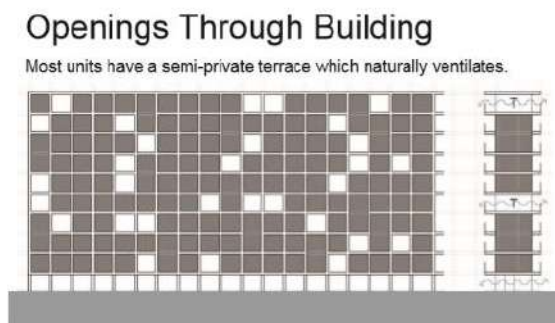 Openings Through Building
Most units have a semi-private terrace which naturally ventilates.